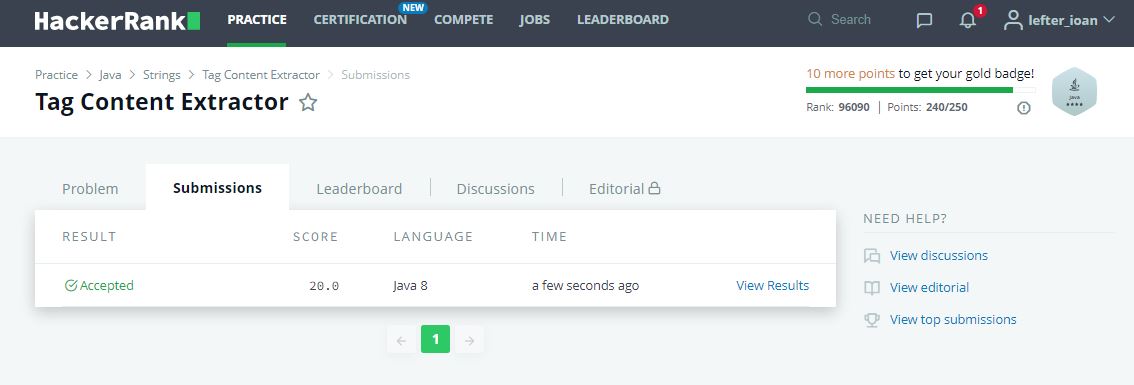 HackerRank PRACTICE CERTIFICATION NEW COMPETE JOBS LEADERBOARD Search 1 lefter_ioan
Practice > Java > Strings > Tag Content Extractor > Submissions
Tag Content Extractor
10 more points to get your gold badge!
Rank: 96090 | Points: 240/250
Java
Problem Submissions Leaderboard Discussions Editorial
RESULT SCORE LANGUAGE TIME
Accepted 20.0 Java 8 a few seconds ago View Results
1
NEED HELP?
View discussions
View editorial
View top submissions